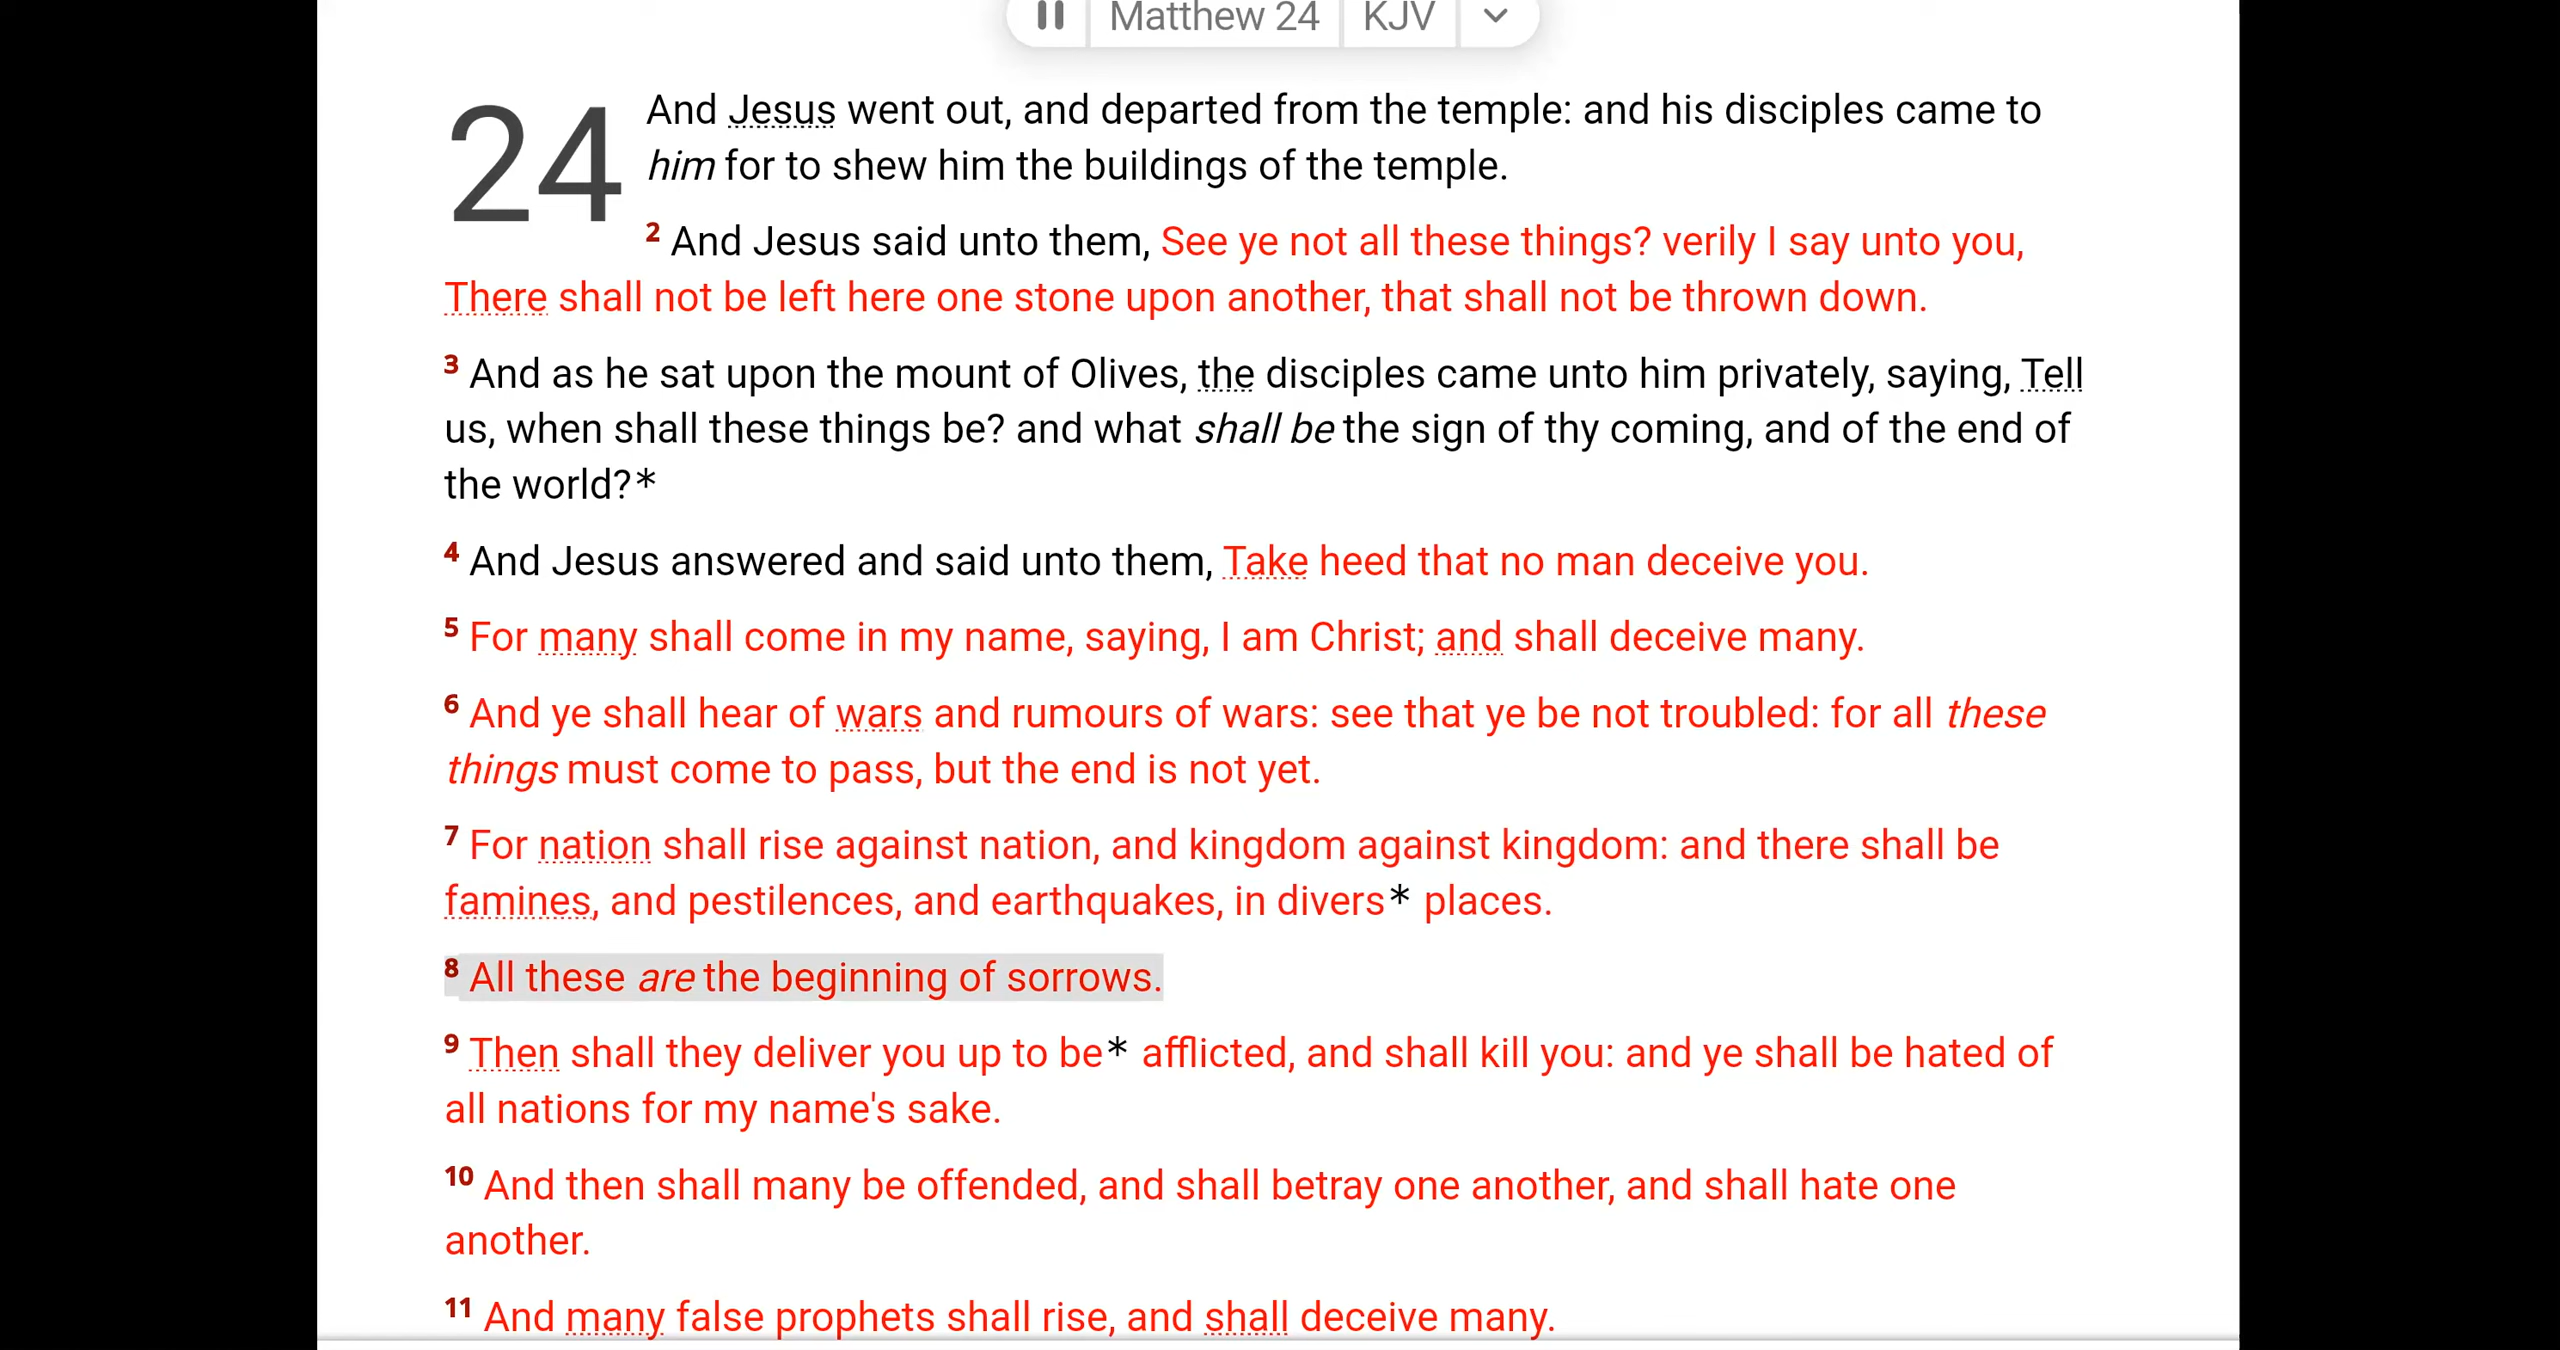 Matthew 24 KJV
24 And Jesus went out, and departed from the temple: and his disciples came to
him for to shew him the buildings of the temple.
2 And Jesus said unto them, See ye not all these things? verily I say unto you,
There shall not be left here one stone upon another, that shall not be thrown down.
3 And as he sat upon the mount of Olives, the disciples came unto him privately, saying, Tell
us, when shall these things be? and what shall be the sign of thy coming, and of the end of
the world?*
4 And Jesus answered and said unto them, Take heed that no man deceive you.
5 For many shall come in my name, saying, I am Christ; and shall deceive many.
6 And ye shall hear of wars and rumours of wars: see that ye be not troubled: for all these
things must come to pass, but the end is not yet.
7 For nation shall rise against nation, and kingdom against kingdom: and there shall be
famines, and pestilences, and earthquakes, in divers* places.
8 All these are the beginning of sorrows.
9 Then shall they deliver you up to be* afflicted, and shall kill you: and ye shall be hated of
all nations for my name's sake.
10 And then shall many be offended, and shall betray one another, and shall hate one
another.
11 And many false prophets shall rise, and shall deceive many.